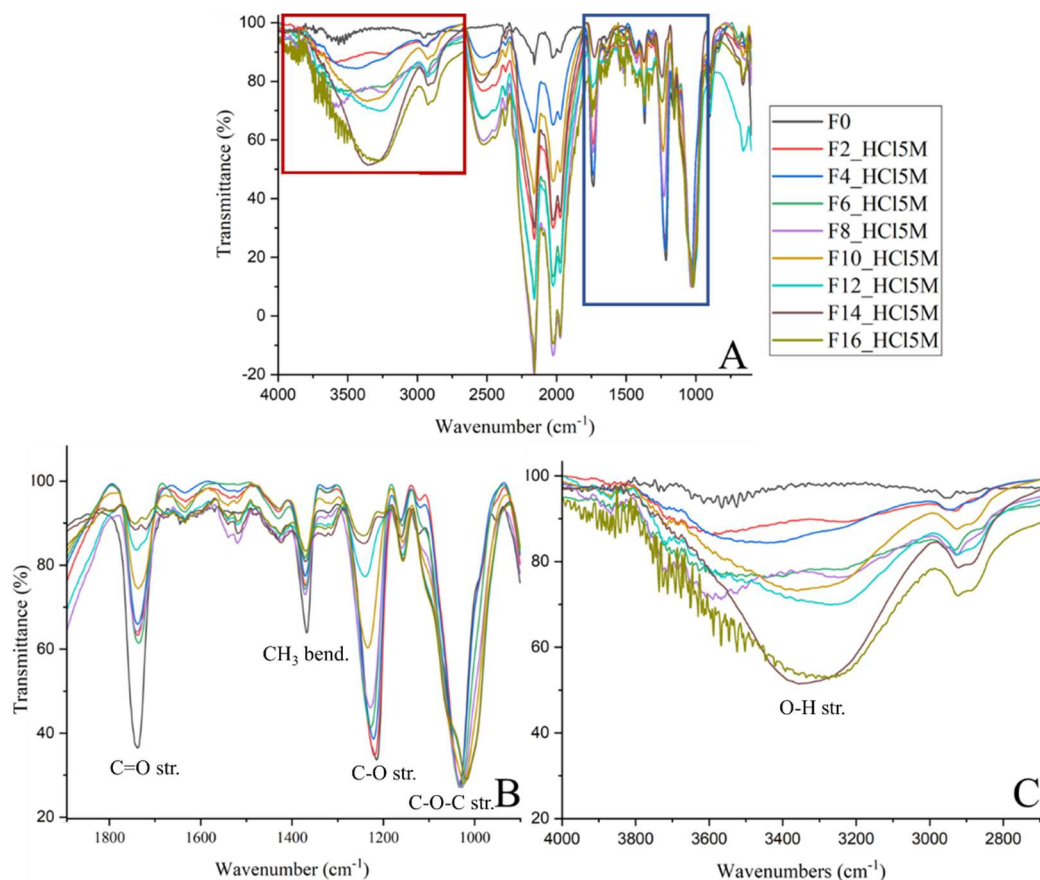 100
80
60
40
20
0
-20
Transmittance (%)
4000 3500 3000 2500 2000 1500 1000
Wavenumber (cm-1)
A
F0
F2_HCl5M
F4_HCl5M
F6_HCl5M
F8_HCl5M
F10_HCl5M
F12_HCl5M
F14_HCl5M
F16_HCl5M
100
80
60
40
20
Transmittance (%)
C=O str.
CH3 bend.
C-O str.
C-O-C str.
B
1800 1600 1400 1200 1000
Wavenumber (cm-1)
100
80
60
40
20
O-H str.
C
4000 3800 3600 3400 3200 3000 2800
Wavenumbers (cm-1)